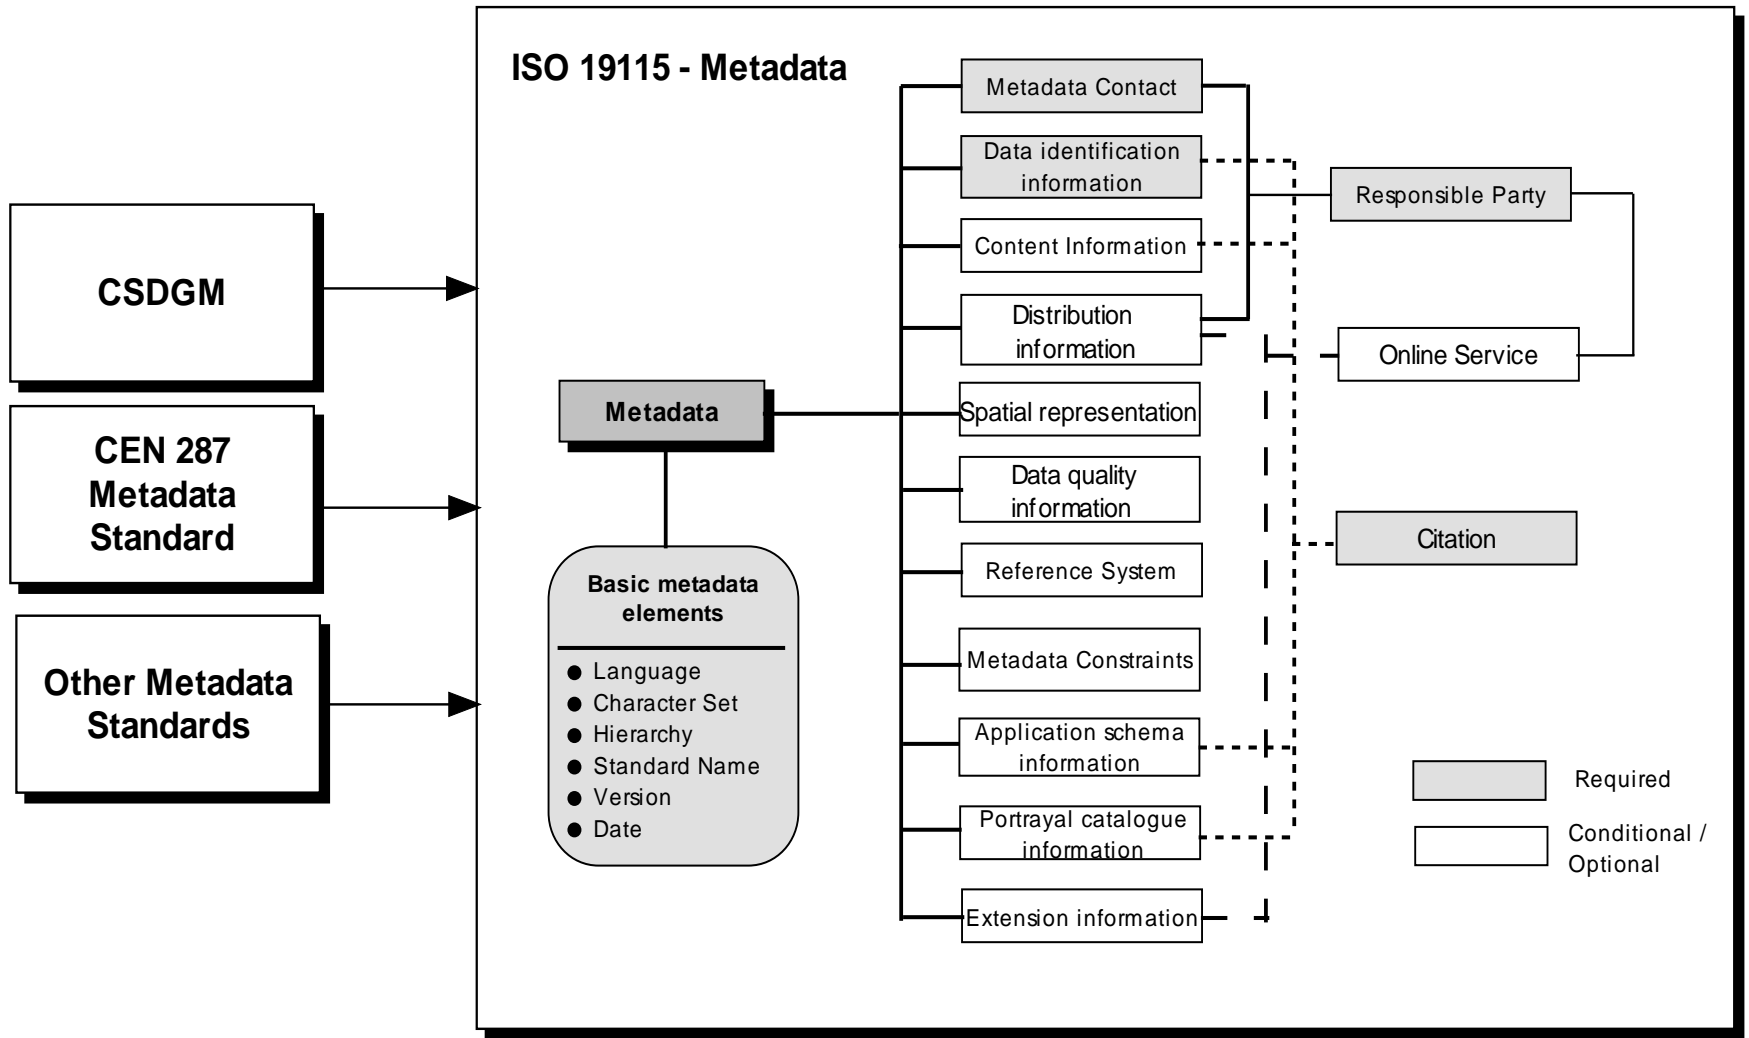 ISO 19115 - Metadata
CSDGM
CEN 287
Metadata
Standard
Other Metadata
Standards
Metadata
Basic metadata
elements
Language
Character Set
Hierarchy
Standard Name
Version
Date
Metadata Contact
Data identification
information
Content Information
Distribution
information
Spatial representation
Data quality
information
Reference System
Metadata Constraints
Application schema
information
Portrayal catalogue
information
Extension information
Responsible Party
Online Service
Citation
Required
Conditional /
Optional